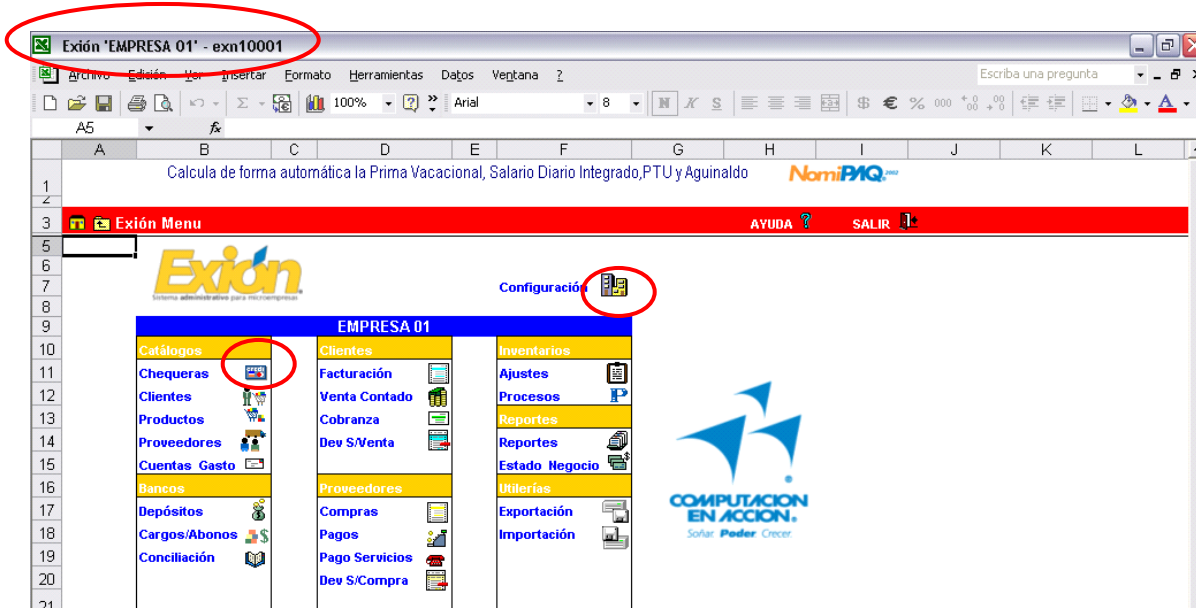 Exión 'EMPRESA 01' - exn10001
Archivo Edición Ver Insertar Formato Herramientas Datos Ventana ? Escriba una pregunta
100% Arial 8 N K S € % 000
A5 fx
A B C D E F G H I J K L
1 Calcula de forma automática la Prima Vacacional, Salario Diario Integrado,PTU y Aguinaldo NomiPAQ. 2002
2
3 Exión Menu AYUDA ? SALIR
5
6 Exión.
7 Configuración
Sistema administrativo para microempresas
8
9 EMPRESA 01
10 Catálogos Clientes Inventarios
11 Chequeras Facturación Ajustes
12 Clientes Venta Contado Procesos
13 Productos Cobranza Reportes
14 Proveedores Dev S/Venta Reportes
15 Cuentas Gasto Estado Negocio
16 Bancos Proveedores Utilerías
17 Depósitos Compras Exportación
18 Cargos/Abonos Pagos Importación
19 Conciliación Pago Servicios
20 Dev S/Compra
21
COMPUTACION
EN ACCION.
Soñar. Poder Crecer.